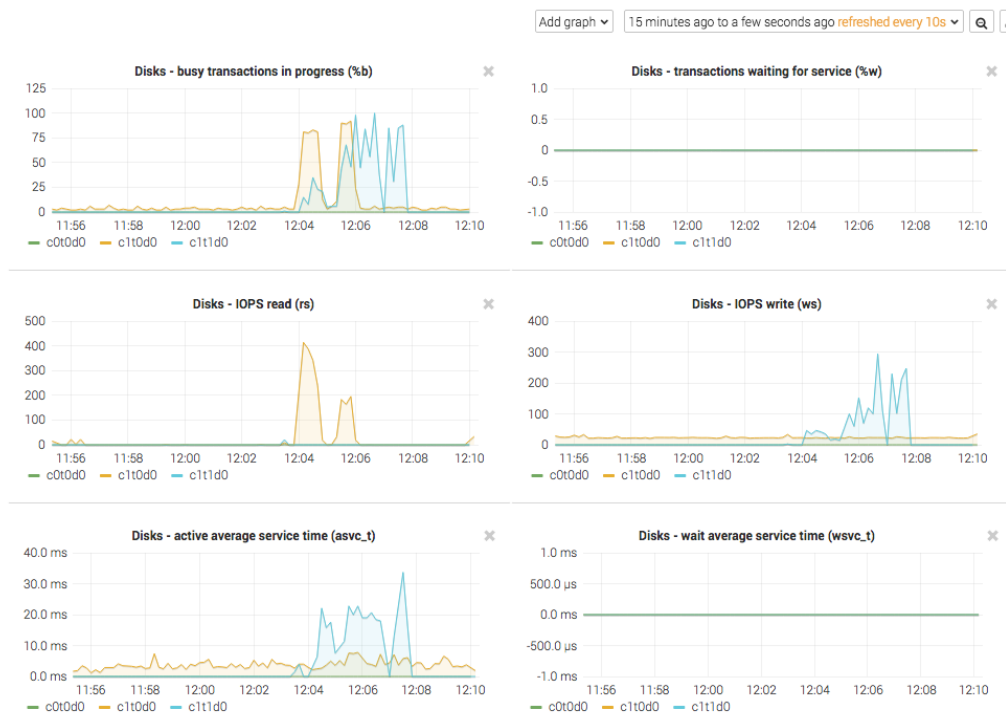 Add graph 15 minutes ago to a few seconds ago refreshed every 10s
Disks - busy transactions in progress (%b)
125
100
75
50
25
0
11:56 11:58 12:00 12:02 12:04 12:06 12:08 12:10
c0t0d0 c1t0d0 c1t1d0
Disks - transactions waiting for service (%w)
1.0
0.5
0
-0.5
-1.0
11:56 11:58 12:00 12:02 12:04 12:06 12:08 12:10
c0t0d0 c1t0d0 c1t1d0
Disks - IOPS read (rs)
500
400
300
200
100
0
11:56 11:58 12:00 12:02 12:04 12:06 12:08 12:10
c0t0d0 c1t0d0 c1t1d0
Disks - IOPS write (ws)
400
300
200
100
0
11:56 11:58 12:00 12:02 12:04 12:06 12:08 12:10
c0t0d0 c1t0d0 c1t1d0
Disks - active average service time (asvc_t)
40.0 ms
30.0 ms
20.0 ms
10.0 ms
0.0 ms
11:56 11:58 12:00 12:02 12:04 12:06 12:08 12:10
c0t0d0 c1t0d0 c1t1d0
Disks - wait average service time (wsvc_t)
1.0 ms
500.0 µs
0.0 ms
-500.0 µs
-1.0 ms
11:56 11:58 12:00 12:02 12:04 12:06 12:08 12:10
c0t0d0 c1t0d0 c1t1d0